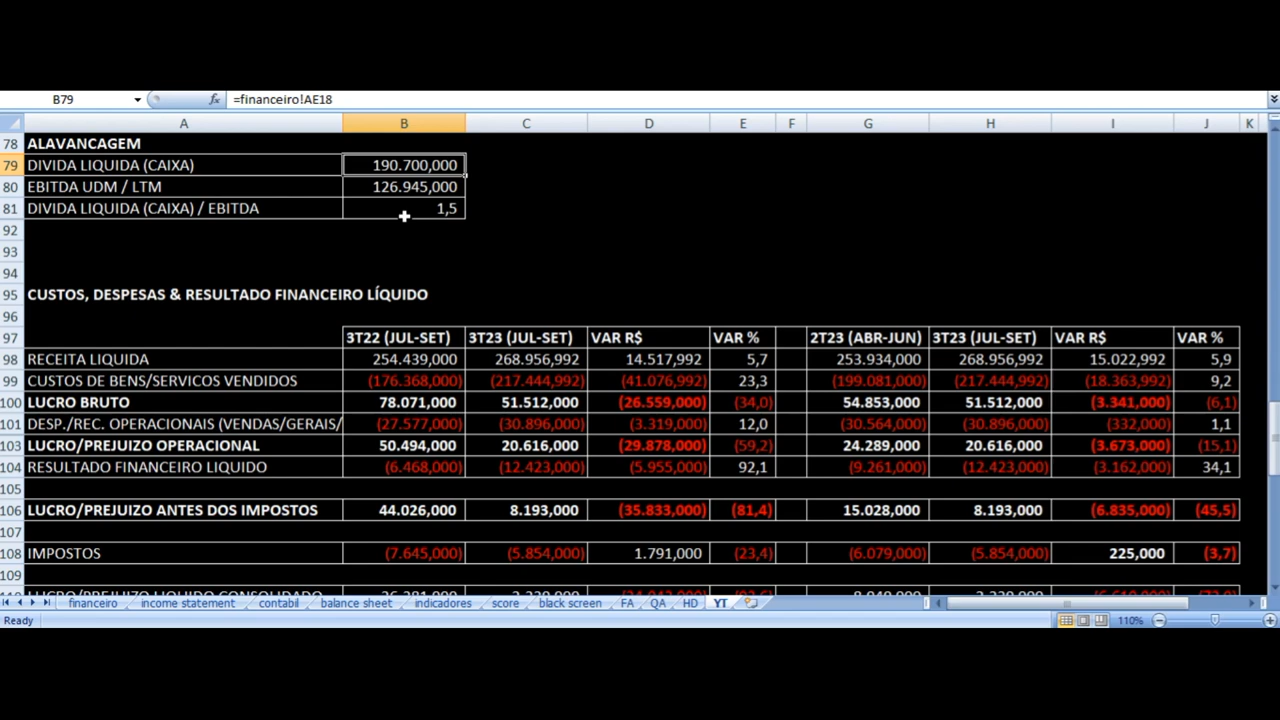 B79 fx =financeiro!AE18
A B C D E F G H I J K
78 ALAVANCAGEM
79 DIVIDA LIQUIDA (CAIXA) 190.700,000
80 EBITDA UDM / LTM 126.945,000
81 DIVIDA LIQUIDA (CAIXA) / EBITDA 1,5
92
93
94
95 CUSTOS, DESPESAS & RESULTADO FINANCEIRO LÍQUIDO
96
97 3T22 (JUL-SET) 3T23 (JUL-SET) VAR R$ VAR % 2T23 (ABR-JUN) 3T23 (JUL-SET) VAR R$ VAR %
98 RECEITA LIQUIDA 254.439,000 268.956,992 14.517,992 5,7 253.934,000 268.956,992 15.022,992 5,9
99 CUSTOS DE BENS/SERVICOS VENDIDOS (176.368,000) (217.444,992) (41.076,992) 23,3 (199.081,000) (217.444,992) (18.363,992) 9,2
100 LUCRO BRUTO 78.071,000 51.512,000 (26.559,000) (34,0) 54.853,000 51.512,000 (3.341,000) (6,1)
101 DESP./REC. OPERACIONAIS (VENDAS/GERAIS/ (27.577,000) (30.896,000) (3.319,000) 12,0 (30.564,000) (30.896,000) (332,000) 1,1
103 LUCRO/PREJUIZO OPERACIONAL 50.494,000 20.616,000 (29.878,000) (59,2) 24.289,000 20.616,000 (3.673,000) (15,1)
104 RESULTADO FINANCEIRO LIQUIDO (6.468,000) (12.423,000) (5.955,000) 92,1 (9.261,000) (12.423,000) (3.162,000) 34,1
105
106 LUCRO/PREJUIZO ANTES DOS IMPOSTOS 44.026,000 8.193,000 (35.833,000) (81,4) 15.028,000 8.193,000 (6.835,000) (45,5)
107
108 IMPOSTOS (7.645,000) (5.854,000) 1.791,000 (23,4) (6.079,000) (5.854,000) 225,000 (3,7)
109
LUCRO/PREJUIZO LIQUIDO CONSOLIDADO
financeiro income statement contabil balance sheet indicadores score black screen FA QA HD YT
Ready 110%